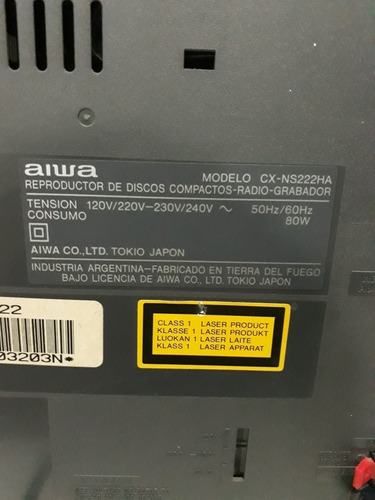 aiwa
MODELO CX-NS222HA
REPRODUCTOR DE DISCOS COMPACTOS-RADIO-GRABADOR
TENSION 120V/220V-230V/240V ~ 50Hz/60Hz
CONSUMO 80W
AIWA CO.,LTD. TOKIO JAPON
INDUSTRIA ARGENTINA-FABRICADO EN TIERRA DEL FUEGO
BAJO LICENCIA DE AIWA CO., LTD, TOKIO JAPON
22
03203N*
CLASS 1 LASER PRODUCT
KLASSE 1 LASER PRODUKT
LUOKAN 1 LASER LAITE
KLASS 1 LASER APPARAT